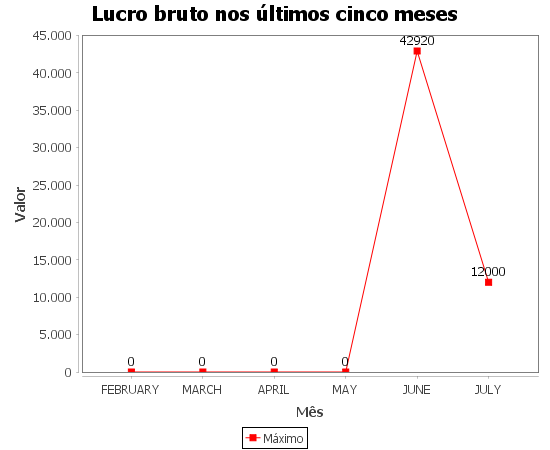 Lucro bruto nos últimos cinco meses
45.000
40.000
35.000
30.000
25.000
20.000
15.000
10.000
5.000
0
Valor
0
0
0
0
42920
12000
FEBRUARY
MARCH
APRIL
MAY
JUNE
JULY
Mês
Máximo